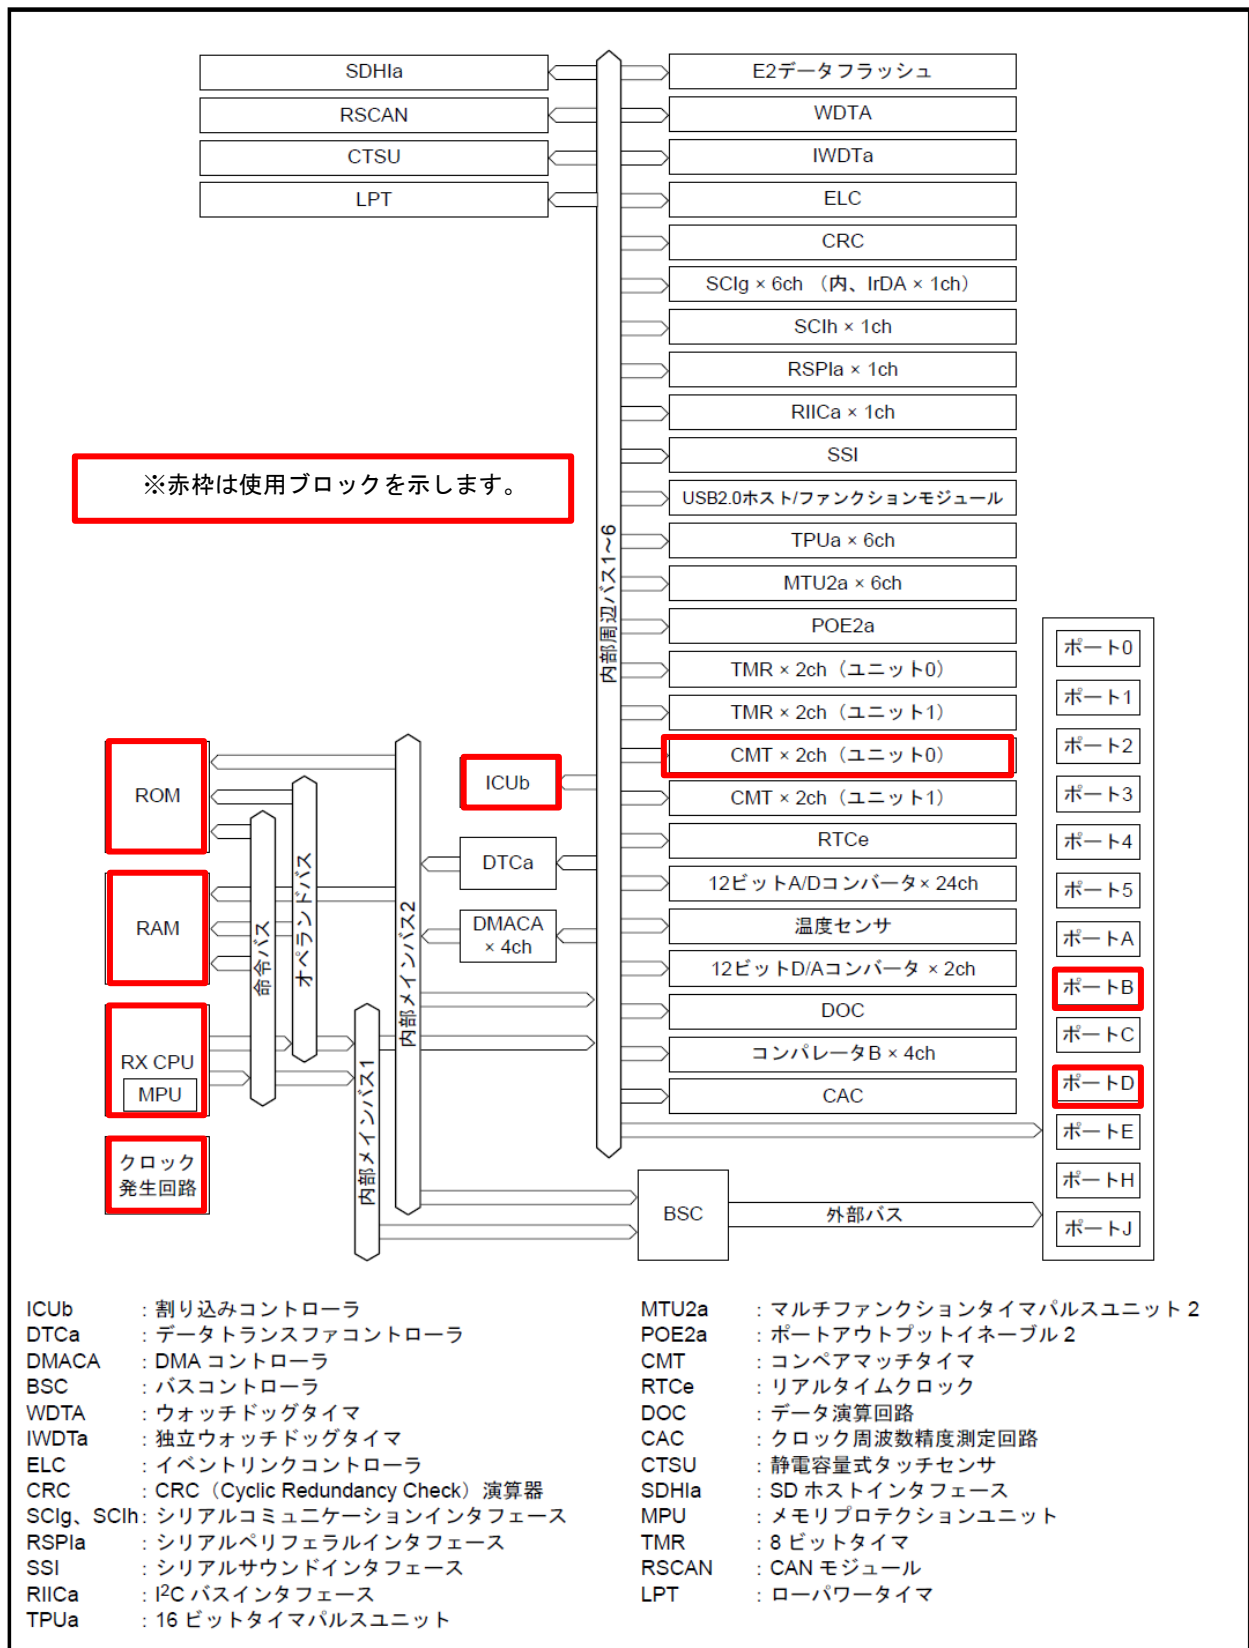 SDHIa
RSCAN
CTSU
LPT
E2データフラッシュ
WDTA
IWDTa
ELC
CRC
SCIg × 6ch （内、IrDA × 1ch）
SCIh × 1ch
RSPIa × 1ch
RIICa × 1ch
SSI
USB2.0ホスト/ファンクションモジュール
TPUa × 6ch
MTU2a × 6ch
POE2a
TMR × 2ch（ユニット0）
TMR × 2ch（ユニット1）
CMT × 2ch（ユニット0）
CMT × 2ch（ユニット1）
RTCe
12ビットA/Dコンバータ× 24ch
温度センサ
12ビットD/Aコンバータ × 2ch
DOC
コンパレータB × 4ch
CAC
※赤枠は使用ブロックを示します。
内部周辺バス1～6
ROM
RAM
RX CPU
MPU
クロック
発生回路
命令バス
オペランドバス
内部メインバス1
内部メインバス2
ICUb
DTCa
DMACA
× 4ch
BSC
外部バス
ポート0
ポート1
ポート2
ポート3
ポート4
ポート5
ポートA
ポートB
ポートC
ポートD
ポートE
ポートH
ポートJ
ICUb ：割り込みコントローラ
DTCa ：データトランスファコントローラ
DMACA ：DMA コントローラ
BSC ：バスコントローラ
WDTA ：ウォッチドッグタイマ
IWDTa ：独立ウォッチドッグタイマ
ELC ：イベントリンクコントローラ
CRC ：CRC（Cyclic Redundancy Check）演算器
SCIg、SCIh：シリアルコミュニケーションインタフェース
RSPIa ：シリアルペリフェラルインタフェース
SSI ：シリアルサウンドインタフェース
RIICa ：I²C バスインタフェース
TPUa ：16 ビットタイマパルスユニット
MTU2a ：マルチファンクションタイマパルスユニット 2
POE2a ：ポートアウトプットイネーブル 2
CMT ：コンペアマッチタイマ
RTCe ：リアルタイムクロック
DOC ：データ演算回路
CAC ：クロック周波数精度測定回路
CTSU ：静電容量式タッチセンサ
SDHIa ：SD ホストインタフェース
MPU ：メモリプロテクションユニット
TMR ：8 ビットタイマ
RSCAN ：CAN モジュール
LPT ：ローパワータイマ